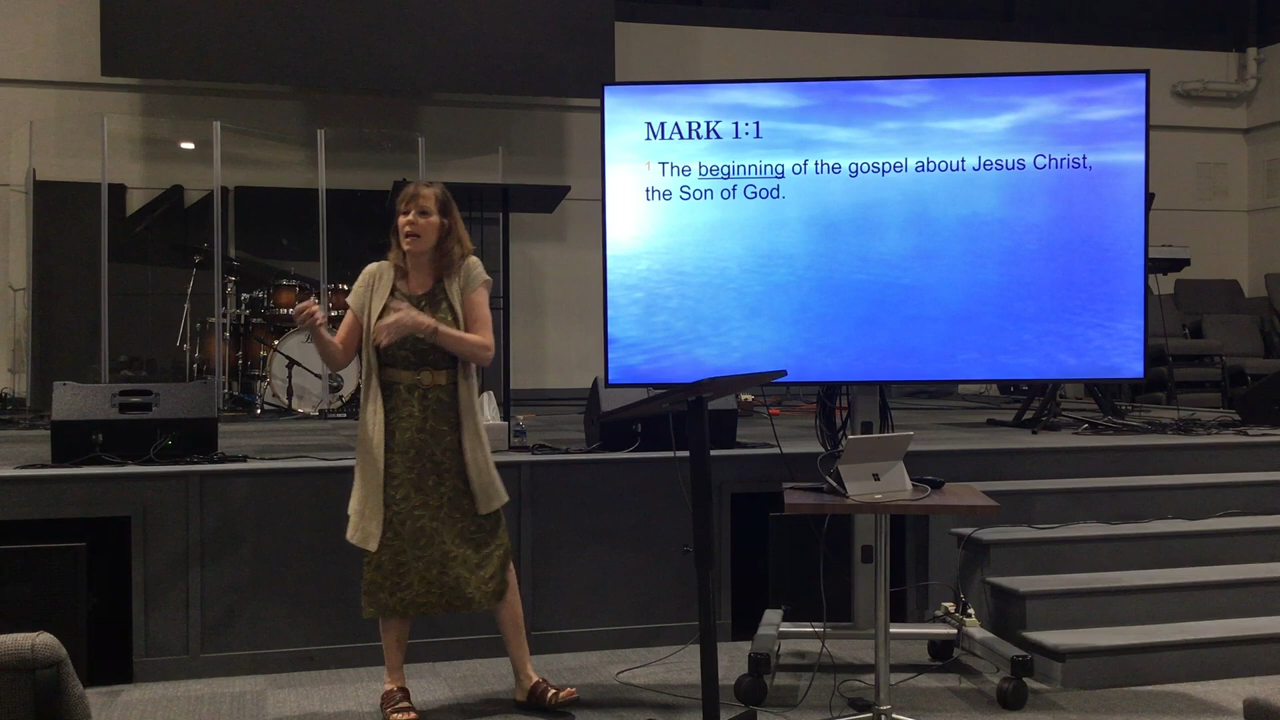 MARK 1:1
1 The beginning of the gospel about Jesus Christ,
the Son of God.